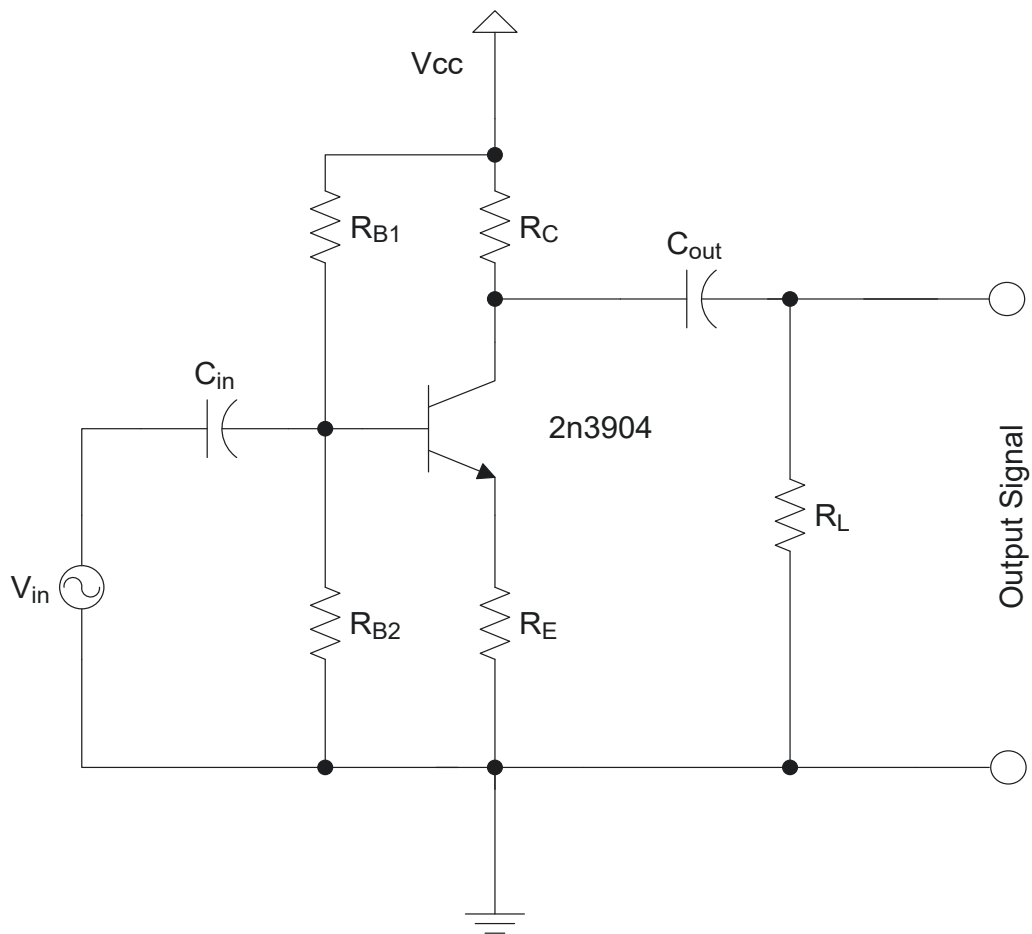 Vcc
RB1
RC
Cout
Cin
2n3904
Vin
RB2
RE
RL
Output Signal